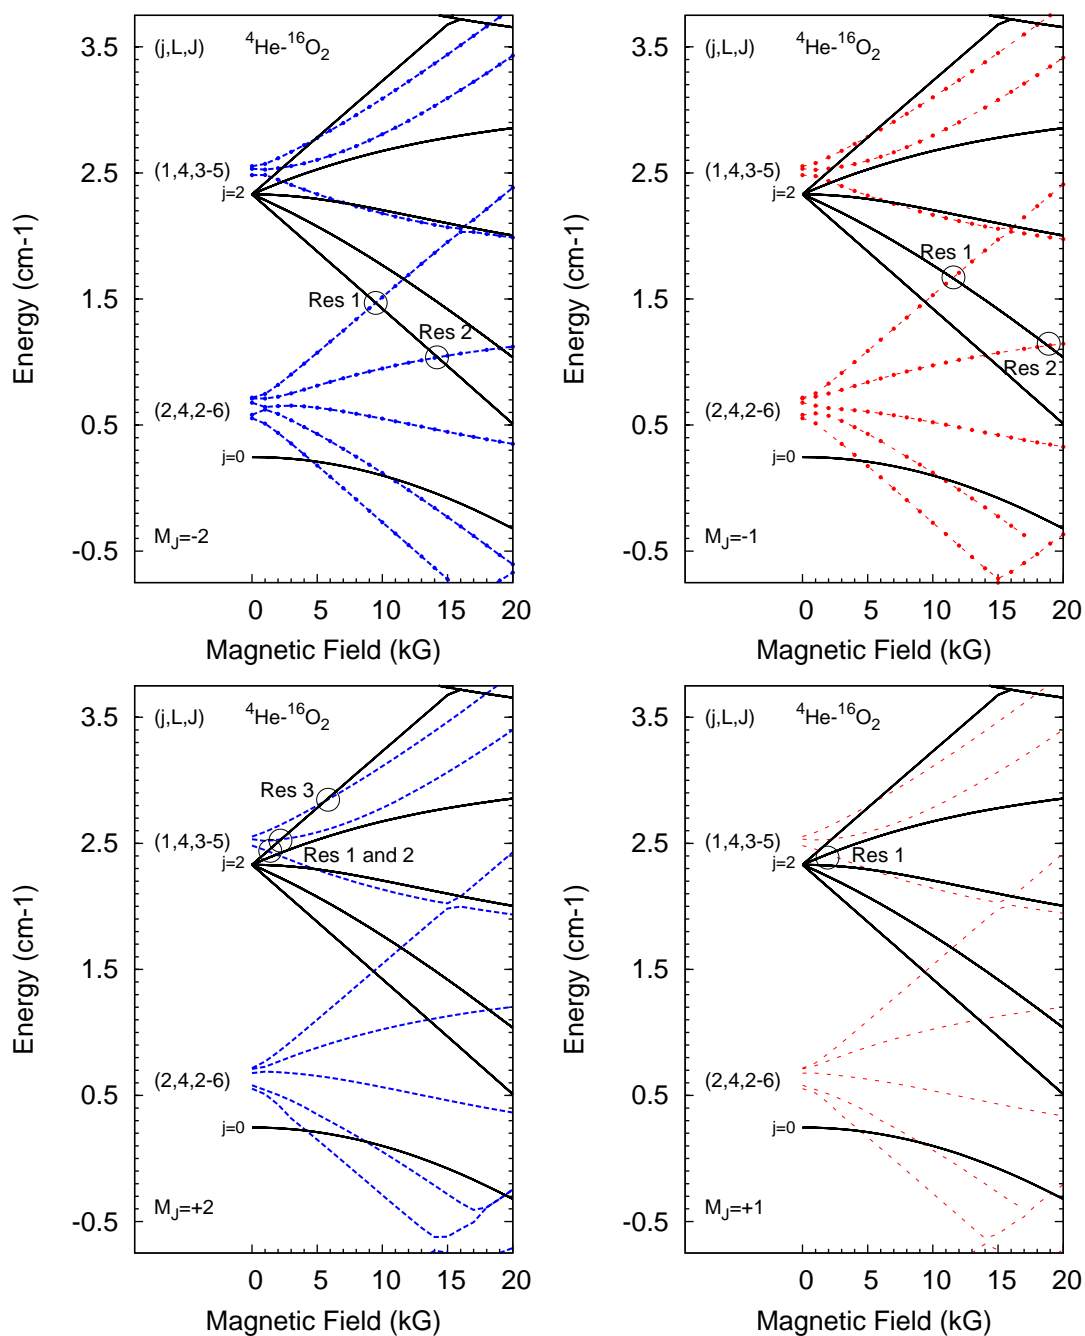 (j,L,J) ⁴He-¹⁶O₂
(1,4,3-5)
j=2
Res 1
Res 2
(2,4,2-6)
j=0
M_J=-2
3.5
2.5
1.5
0.5
-0.5
Energy (cm-1)
0 5 10 15 20
Magnetic Field (kG)
(j,L,J) ⁴He-¹⁶O₂
(1,4,3-5)
j=2
Res 1
Res 2
(2,4,2-6)
j=0
M_J=-1
3.5
2.5
1.5
0.5
-0.5
Energy (cm-1)
0 5 10 15 20
Magnetic Field (kG)
(j,L,J) ⁴He-¹⁶O₂
Res 3
(1,4,3-5)
Res 1 and 2
j=2
(2,4,2-6)
j=0
M_J=+2
3.5
2.5
1.5
0.5
-0.5
Energy (cm-1)
0 5 10 15 20
Magnetic Field (kG)
(j,L,J) ⁴He-¹⁶O₂
(1,4,3-5)
Res 1
j=2
(2,4,2-6)
j=0
M_J=+1
3.5
2.5
1.5
0.5
-0.5
Energy (cm-1)
0 5 10 15 20
Magnetic Field (kG)